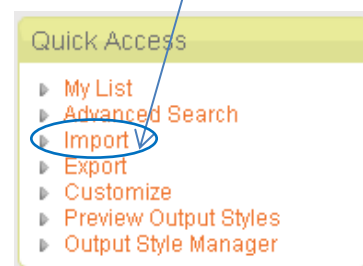 Quick Access
My List
Advanced Search
Import
Export
Customize
Preview Output Styles
Output Style Manager